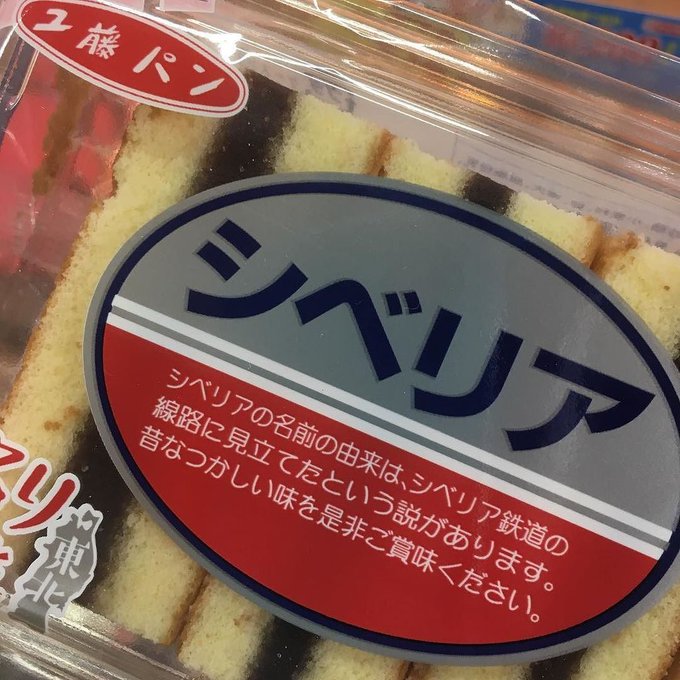 工藤パン
シベリア
シベリアの名前の由来は、シベリア鉄道の
線路に見立てたという説があります。
昔なつかしい味を是非ご賞味ください。
東北